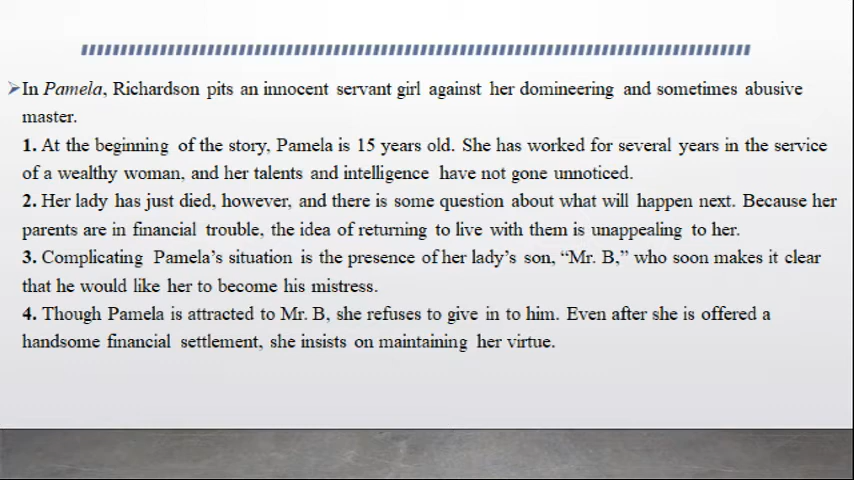 ➢In Pamela, Richardson pits an innocent servant girl against her domineering and sometimes abusive
master.
1. At the beginning of the story, Pamela is 15 years old. She has worked for several years in the service
of a wealthy woman, and her talents and intelligence have not gone unnoticed.
2. Her lady has just died, however, and there is some question about what will happen next. Because her
parents are in financial trouble, the idea of returning to live with them is unappealing to her.
3. Complicating Pamela’s situation is the presence of her lady’s son, “Mr. B,” who soon makes it clear
that he would like her to become his mistress.
4. Though Pamela is attracted to Mr. B, she refuses to give in to him. Even after she is offered a
handsome financial settlement, she insists on maintaining her virtue.